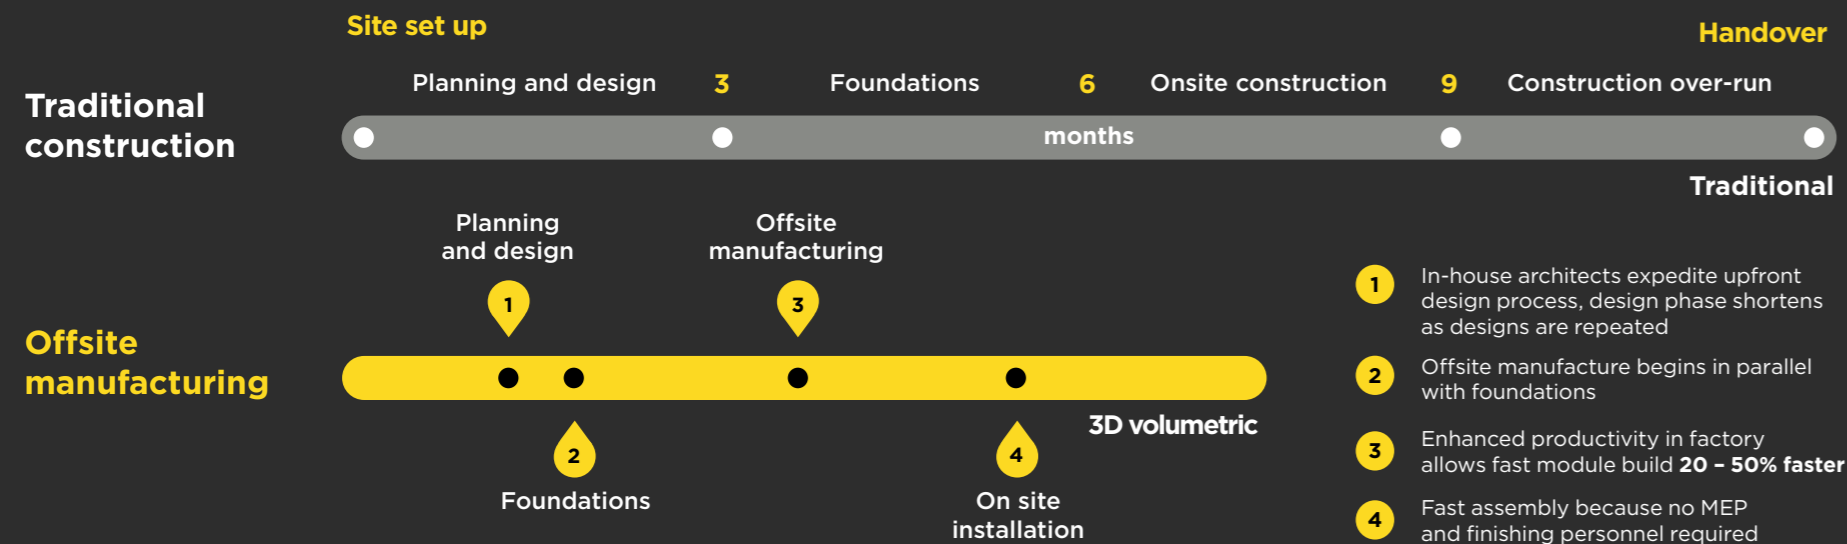 Site set up
Handover
Planning and design 3 Foundations 6 Onsite construction 9 Construction over-run
Traditional
construction
months
Traditional
Planning
and design
Offsite
manufacturing
1
3
Offsite
manufacturing
3D volumetric
2
4
Foundations
On site
installation
1 In-house architects expedite upfront
design process, design phase shortens
as designs are repeated
2 Offsite manufacture begins in parallel
with foundations
3 Enhanced productivity in factory
allows fast module build 20 – 50% faster
4 Fast assembly because no MEP
and finishing personnel required